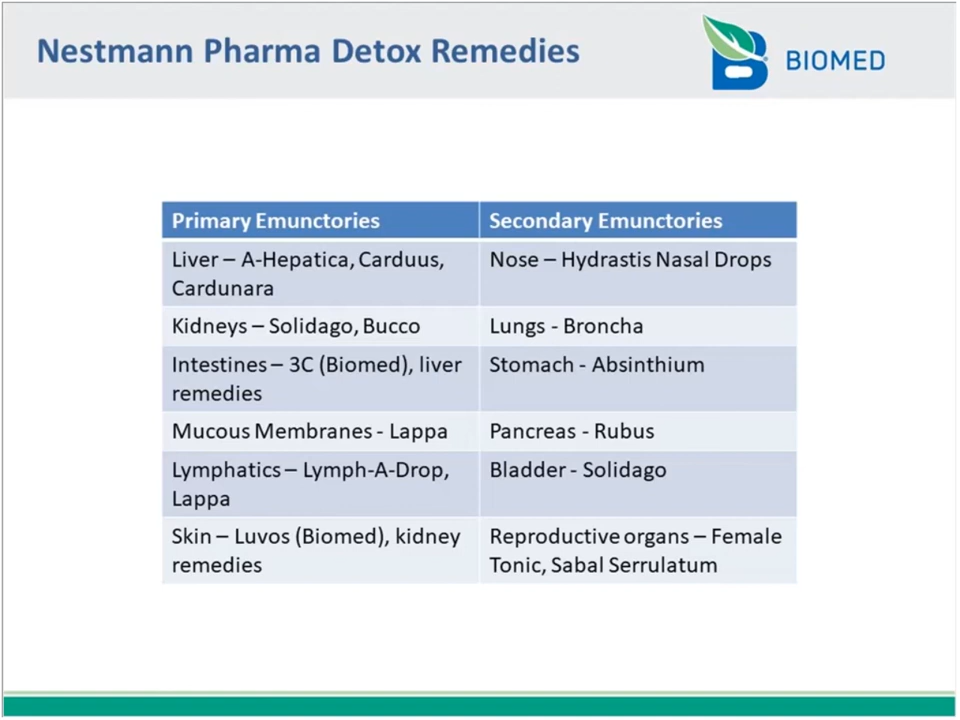 Nestmann Pharma Detox Remedies
BIOMED
Primary Emunctories
Secondary Emunctories
Liver – A-Hepatica, Carduus,
Cardunara
Nose – Hydrastis Nasal Drops
Kidneys – Solidago, Bucco
Lungs - Broncha
Intestines – 3C (Biomed), liver
remedies
Stomach - Absinthium
Mucous Membranes - Lappa
Pancreas - Rubus
Lymphatics – Lymph-A-Drop,
Lappa
Bladder - Solidago
Skin – Luvos (Biomed), kidney
remedies
Reproductive organs – Female
Tonic, Sabal Serrulatum